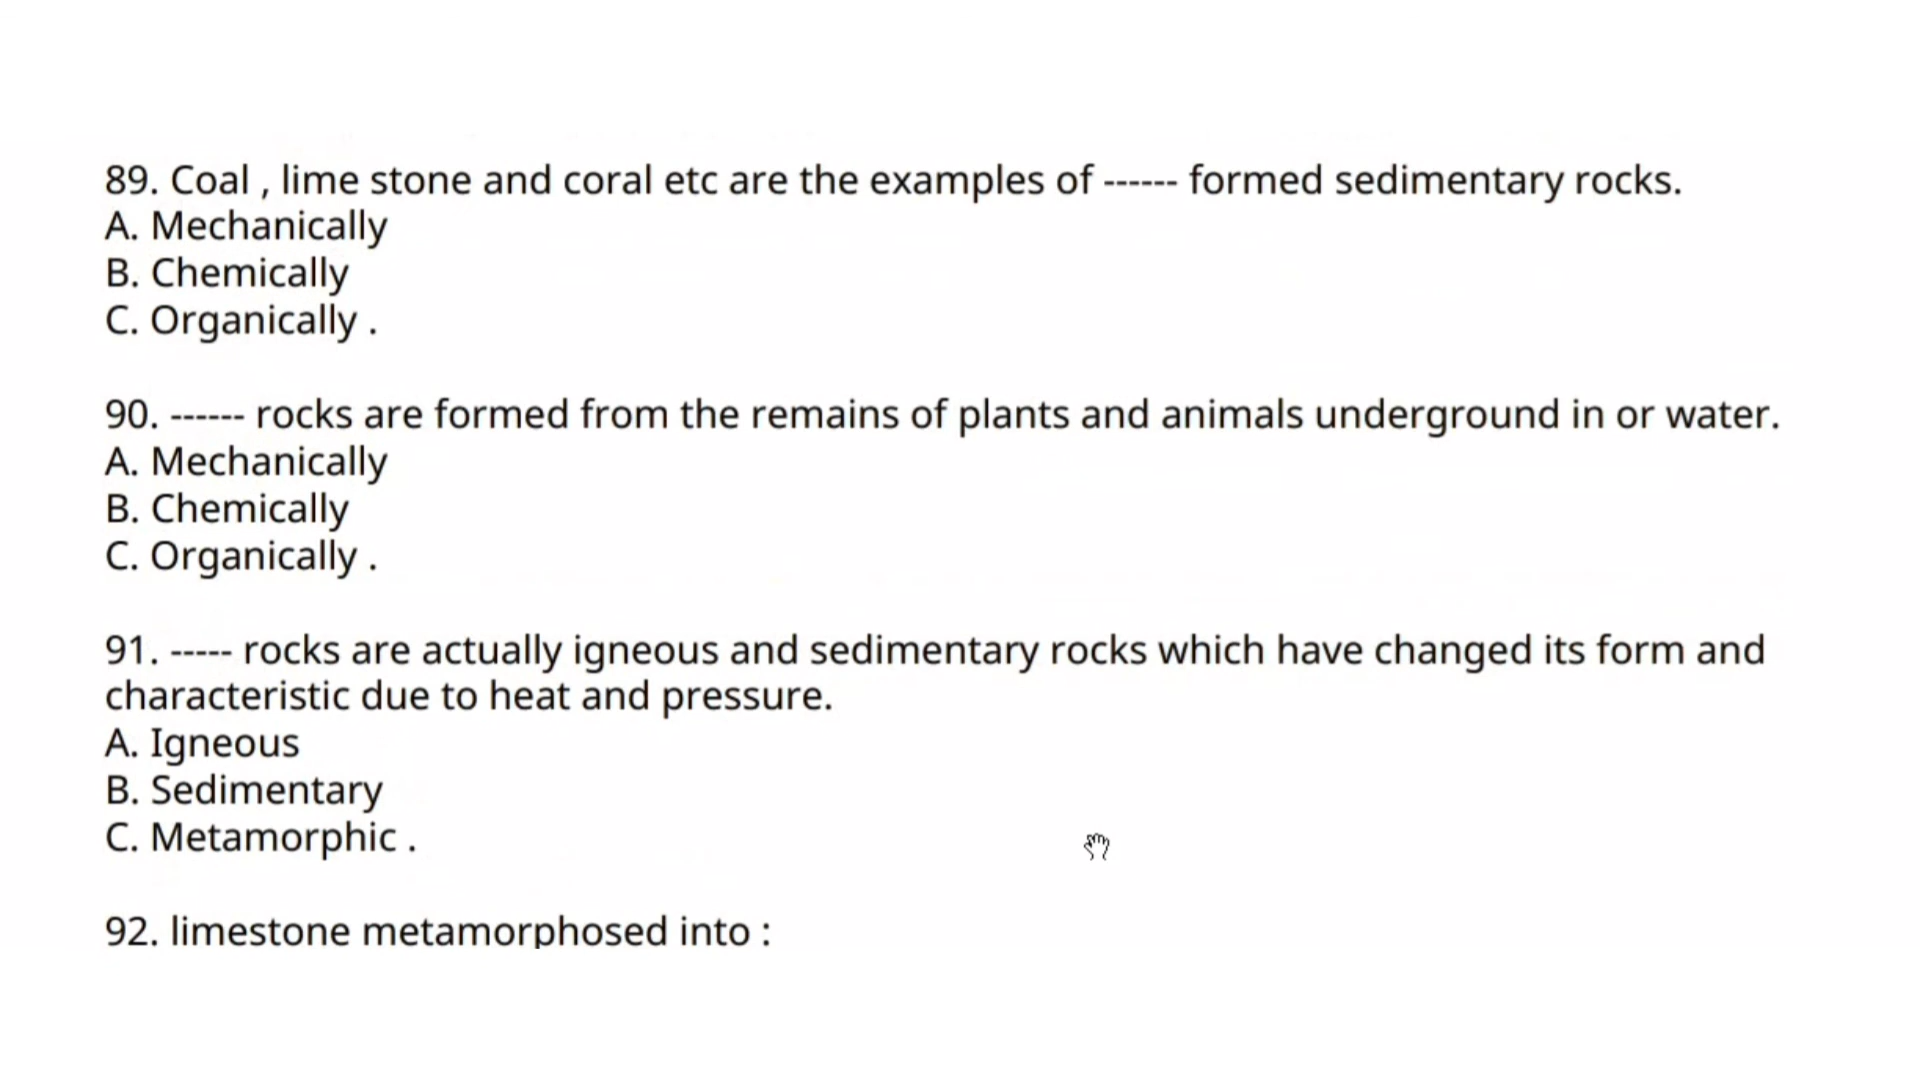 89. Coal , lime stone and coral etc are the examples of ------ formed sedimentary rocks.
A. Mechanically
B. Chemically
C. Organically .
90. ------ rocks are formed from the remains of plants and animals underground in or water.
A. Mechanically
B. Chemically
C. Organically .
91. ----- rocks are actually igneous and sedimentary rocks which have changed its form and
characteristic due to heat and pressure.
A. Igneous
B. Sedimentary
C. Metamorphic .
92. limestone metamorphosed into :